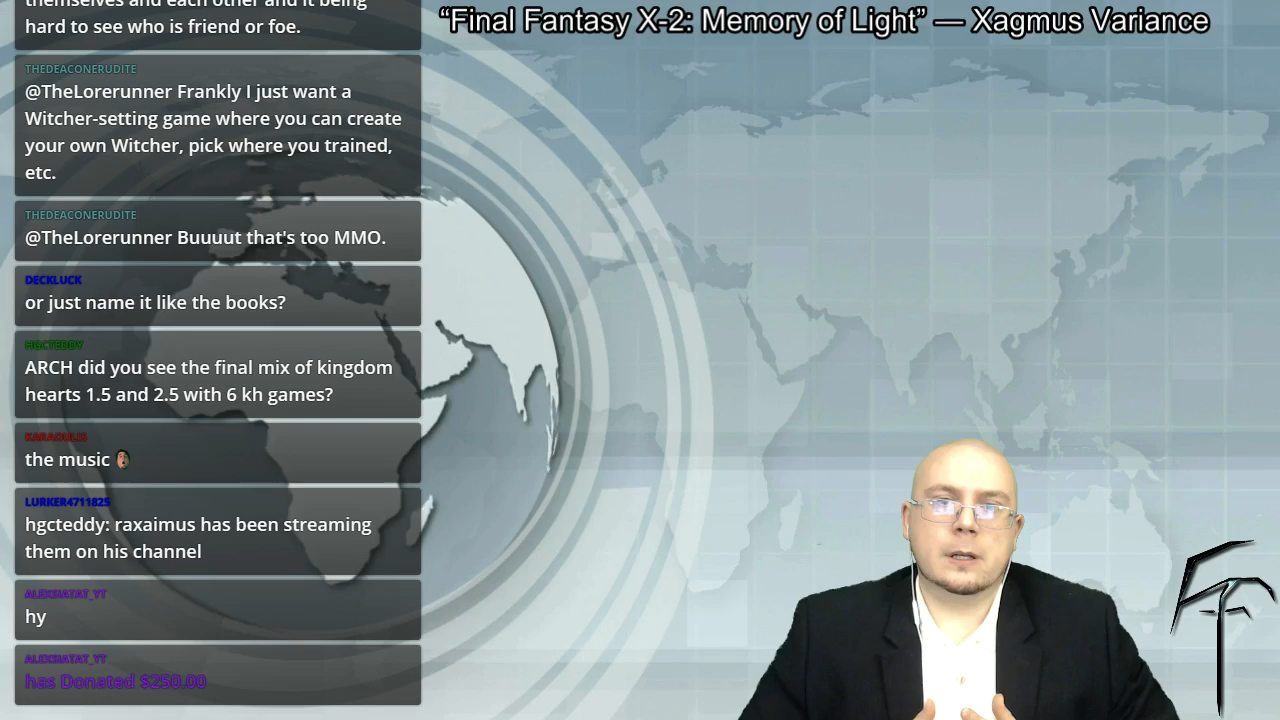 “Final Fantasy X-2: Memory of Light” — Xagmus Variance
themselves and each other and it being
hard to see who is friend or foe.
THEDEACONERUDITE
@TheLorerunner Frankly I just want a
Witcher-setting game where you can create
your own Witcher, pick where you trained,
etc.
THEDEACONERUDITE
@TheLorerunner Buuuut that's too MMO.
DECKLUCK
or just name it like the books?
HGCTEDDY
ARCH did you see the final mix of kingdom
hearts 1.5 and 2.5 with 6 kh games?
KARAOULIS
the music
LURKER4711825
hgcteddy: raxaimus has been streaming
them on his channel
hy
has Donated $250.00